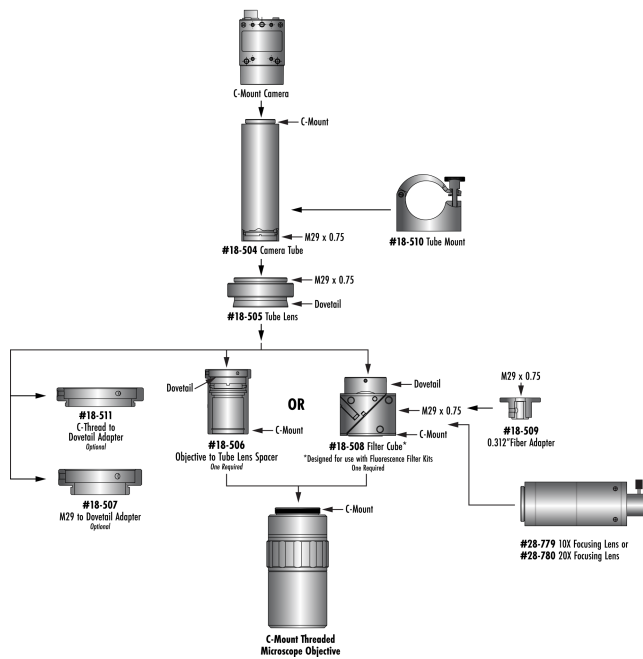 C-Mount Camera
C-Mount
M29 x 0.75
#18-504 Camera Tube
#18-510 Tube Mount
M29 x 0.75
Dovetail
#18-505 Tube Lens
#18-511
C-Thread to
Dovetail Adapter
Optional
#18-507
M29 to Dovetail Adapter
Optional
Dovetail
C-Mount
#18-506
Objective to Tube Lens Spacer
One Required
OR
Dovetail
M29 x 0.75
C-Mount
#18-508 Filter Cube*
*Designed for use with Fluorescence Filter Kits
One Required
M29 x 0.75
#18-509
0.312"Fiber Adapter
#28-779 10X Focusing Lens or
#28-780 20X Focusing Lens
C-Mount
C-Mount Threaded
Microscope Objective